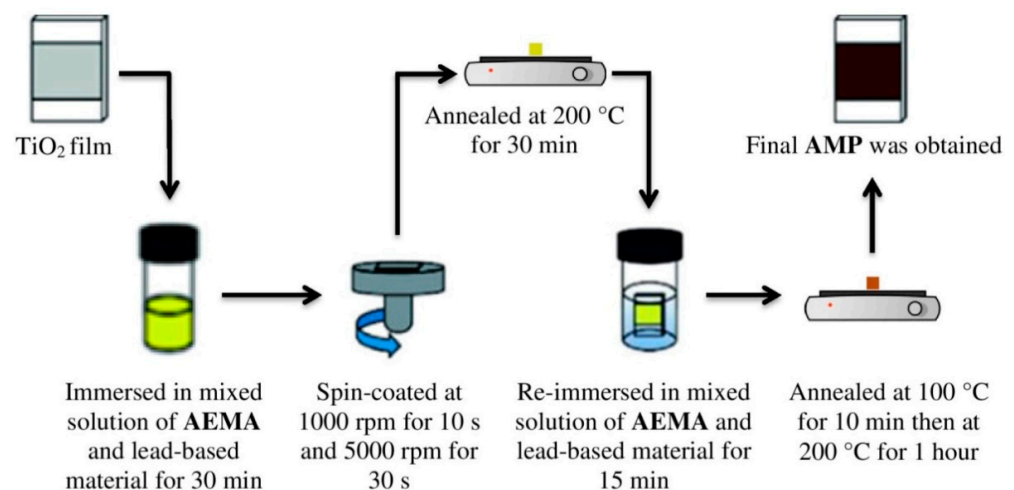 TiO₂ film
Immersed in mixed
solution of AEMA
and lead-based
material for 30 min
Spin-coated at
1000 rpm for 10 s
and 5000 rpm for
30 s
Annealed at 200 °C
for 30 min
Re-immersed in mixed
solution of AEMA and
lead-based material for
15 min
Annealed at 100 °C
for 10 min then at
200 °C for 1 hour
Final AMP was obtained